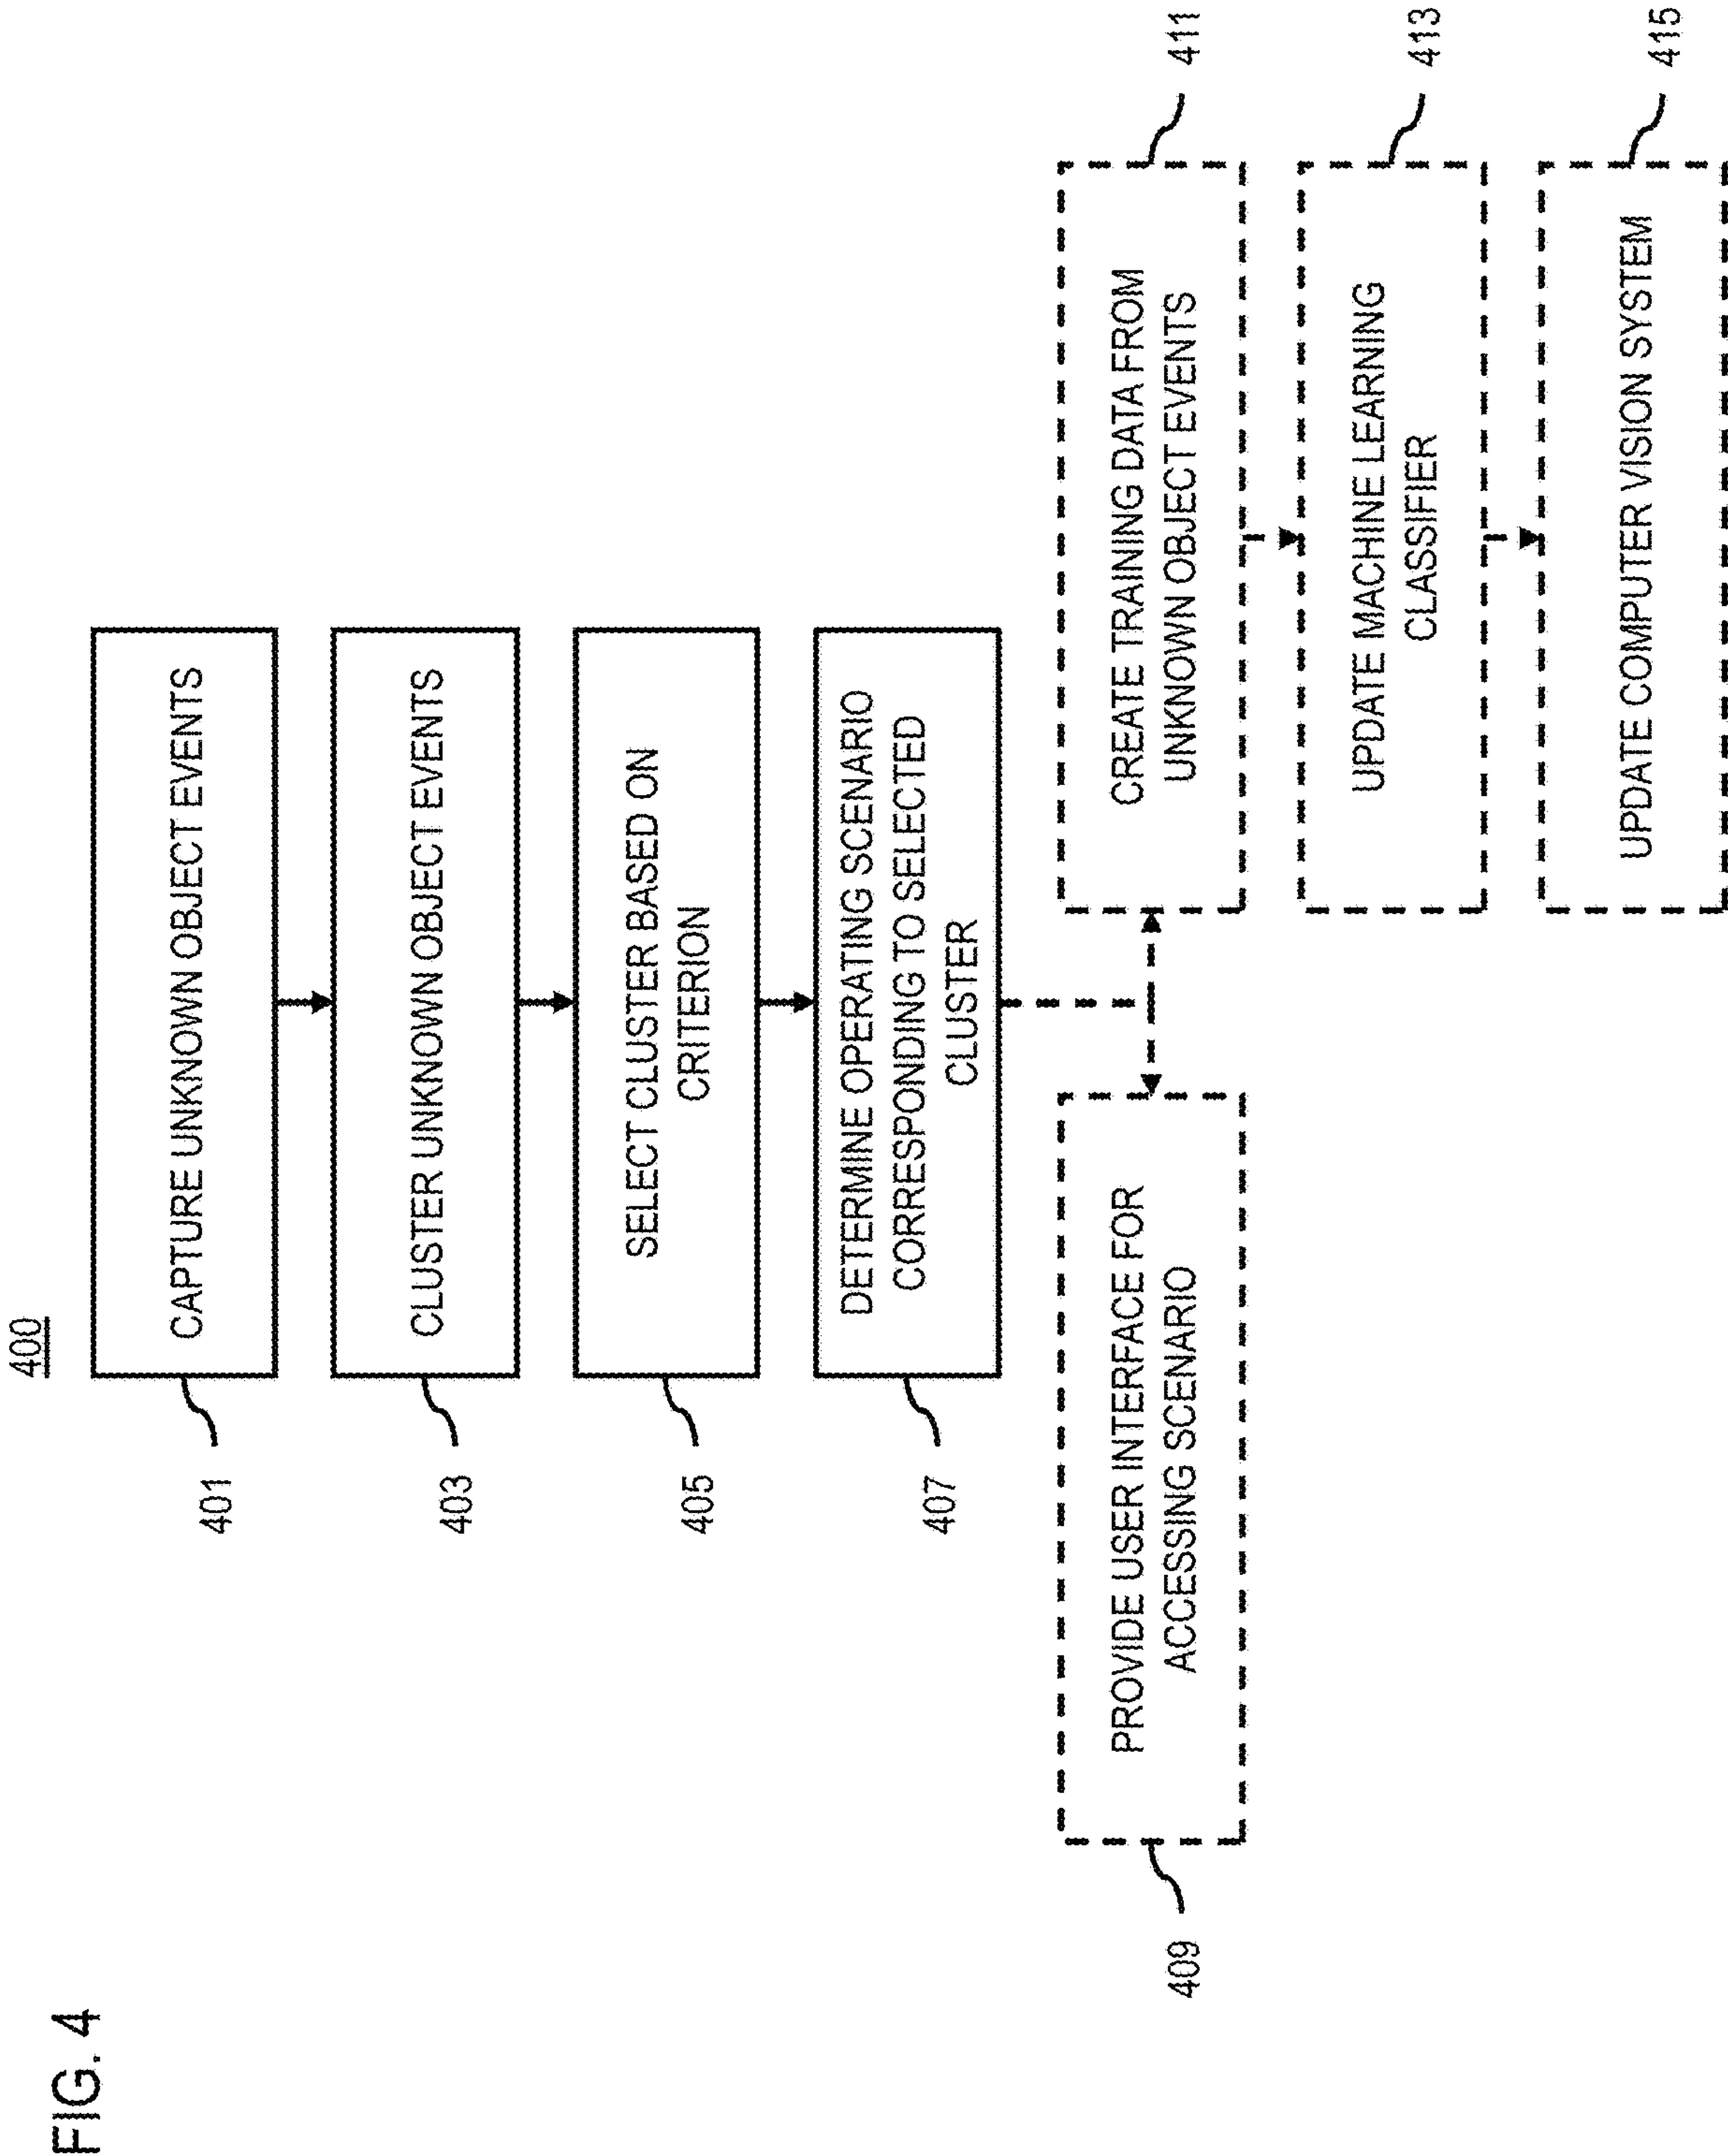 FIG. 4
400
401
CAPTURE UNKNOWN OBJECT EVENTS
403
CLUSTER UNKNOWN OBJECT EVENTS
405
SELECT CLUSTER BASED ON
CRITERION
407
DETERMINE OPERATING SCENARIO
CORRESPONDING TO SELECTED
CLUSTER
409
PROVIDE USER INTERFACE FOR
ACCESSING SCENARIO
CREATE TRAINING DATA FROM
UNKNOWN OBJECT EVENTS
411
UPDATE MACHINE LEARNING
CLASSIFIER
413
UPDATE COMPUTER VISION SYSTEM
415